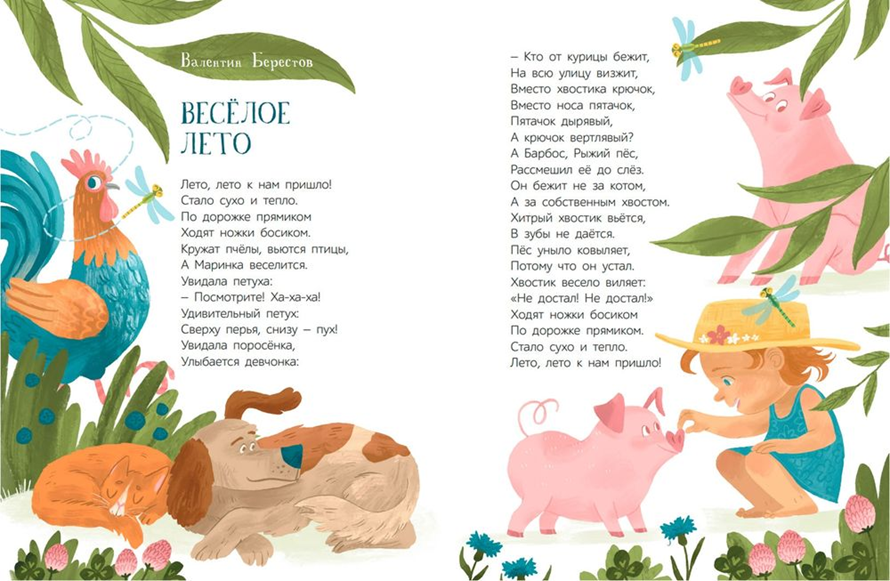 Валентин Берестов
ВЕСЁЛОЕ
ЛЕТО
Лето, лето к нам пришло!
Стало сухо и тепло.
По дорожке прямиком
Ходят ножки босиком.
Кружат пчёлы, вьются птицы,
А Маринка веселится.
Увидала петуха:
– Посмотрите! Ха-ха-ха!
Удивительный петух:
Сверху перья, снизу – пух!
Увидала поросёнка,
Улыбается девчонка:
– Кто от курицы бежит,
На всю улицу визжит,
Вместо хвостика крючок,
Вместо носа пятачок,
Пятачок дырявый,
А крючок вертлявый?
А Барбос, Рыжий пёс,
Рассмешил её до слёз.
Он бежит не за котом,
А за собственным хвостом.
Хитрый хвостик вьётся,
В зубы не даётся.
Пёс уныло ковыляет,
Потому что он устал.
Хвостик весело виляет:
«Не достал! Не достал!»
Ходят ножки босиком
По дорожке прямиком.
Стало сухо и тепло.
Лето, лето к нам пришло!